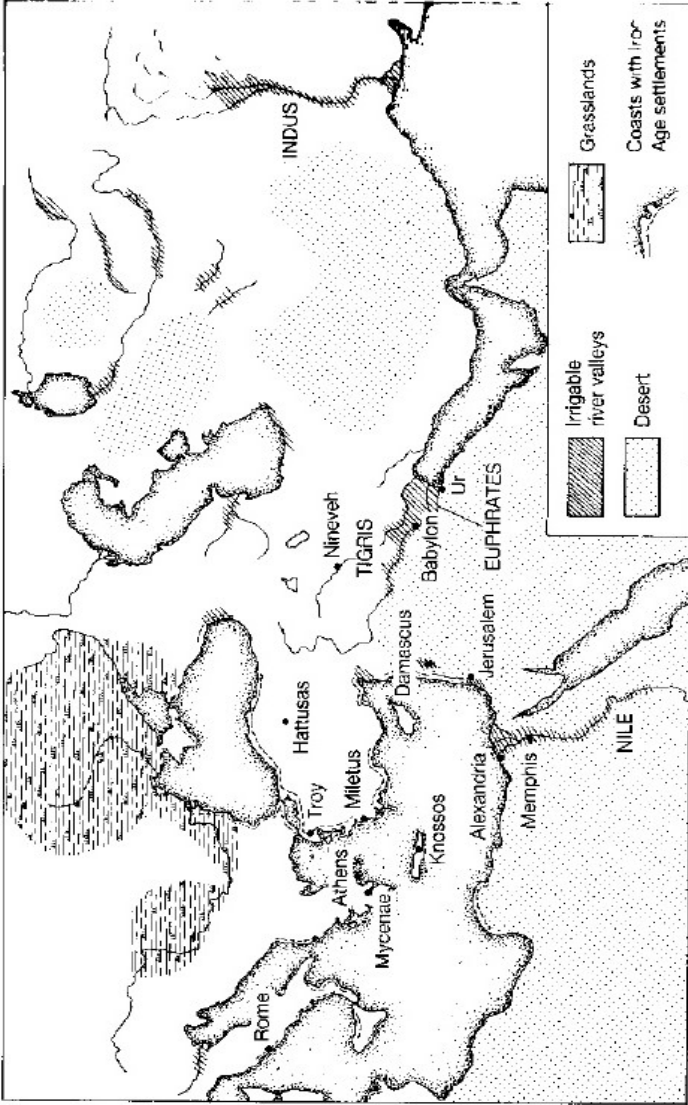 Rome
Athens
Mycenae
Troy
Miletus
Knossos
Hattusas
Damascus
Jerusalem
Alexandria
Memphis
NILE
Nineveh
TIGRIS
Babylon
Ur
EUPHRATES
INDUS
Irrigable
river valleys
Desert
Grasslands
Coasts with Iron
Age settlements